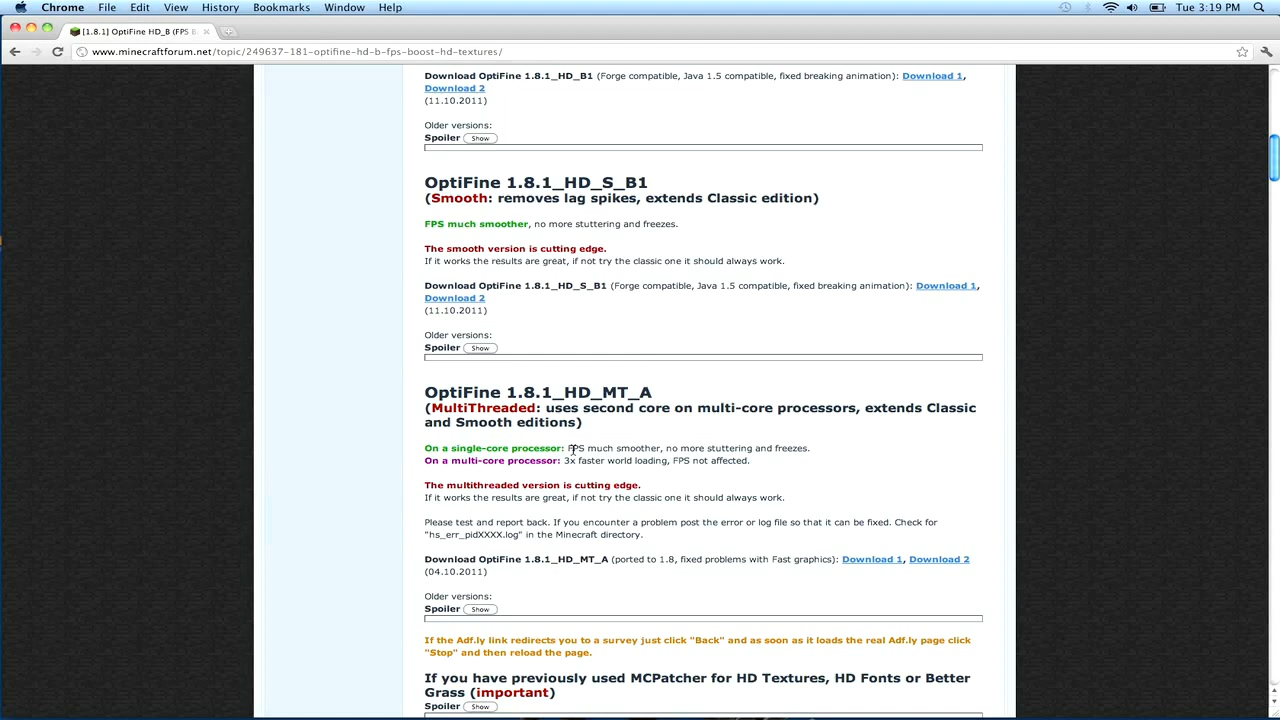 Chrome File Edit View History Bookmarks Window Help Tue 3:19 PM
[1.8.1] OptiFine HD_B (FPS B
www.minecraftforum.net/topic/249637-181-optifine-hd-b-fps-boost-hd-textures/
Download OptiFine 1.8.1_HD_B1 (Forge compatible, Java 1.5 compatible, fixed breaking animation): Download 1,
Download 2
(11.10.2011)
Older versions:
Spoiler Show
OptiFine 1.8.1_HD_S_B1
(Smooth: removes lag spikes, extends Classic edition)
FPS much smoother, no more stuttering and freezes.
The smooth version is cutting edge.
If it works the results are great, if not try the classic one it should always work.
Download OptiFine 1.8.1_HD_S_B1 (Forge compatible, Java 1.5 compatible, fixed breaking animation): Download 1,
Download 2
(11.10.2011)
Older versions:
Spoiler Show
OptiFine 1.8.1_HD_MT_A
(MultiThreaded: uses second core on multi-core processors, extends Classic
and Smooth editions)
On a single-core processor: FPS much smoother, no more stuttering and freezes.
On a multi-core processor: 3x faster world loading, FPS not affected.
The multithreaded version is cutting edge.
If it works the results are great, if not try the classic one it should always work.
Please test and report back. If you encounter a problem post the error or log file so that it can be fixed. Check for
"hs_err_pidXXXX.log" in the Minecraft directory.
Download OptiFine 1.8.1_HD_MT_A (ported to 1.8, fixed problems with Fast graphics): Download 1, Download 2
(04.10.2011)
Older versions:
Spoiler Show
If the Adf.ly link redirects you to a survey just click "Back" and as soon as it loads the real Adf.ly page click
"Stop" and then reload the page.
If you have previously used MCPatcher for HD Textures, HD Fonts or Better
Grass (important)
Spoiler Show